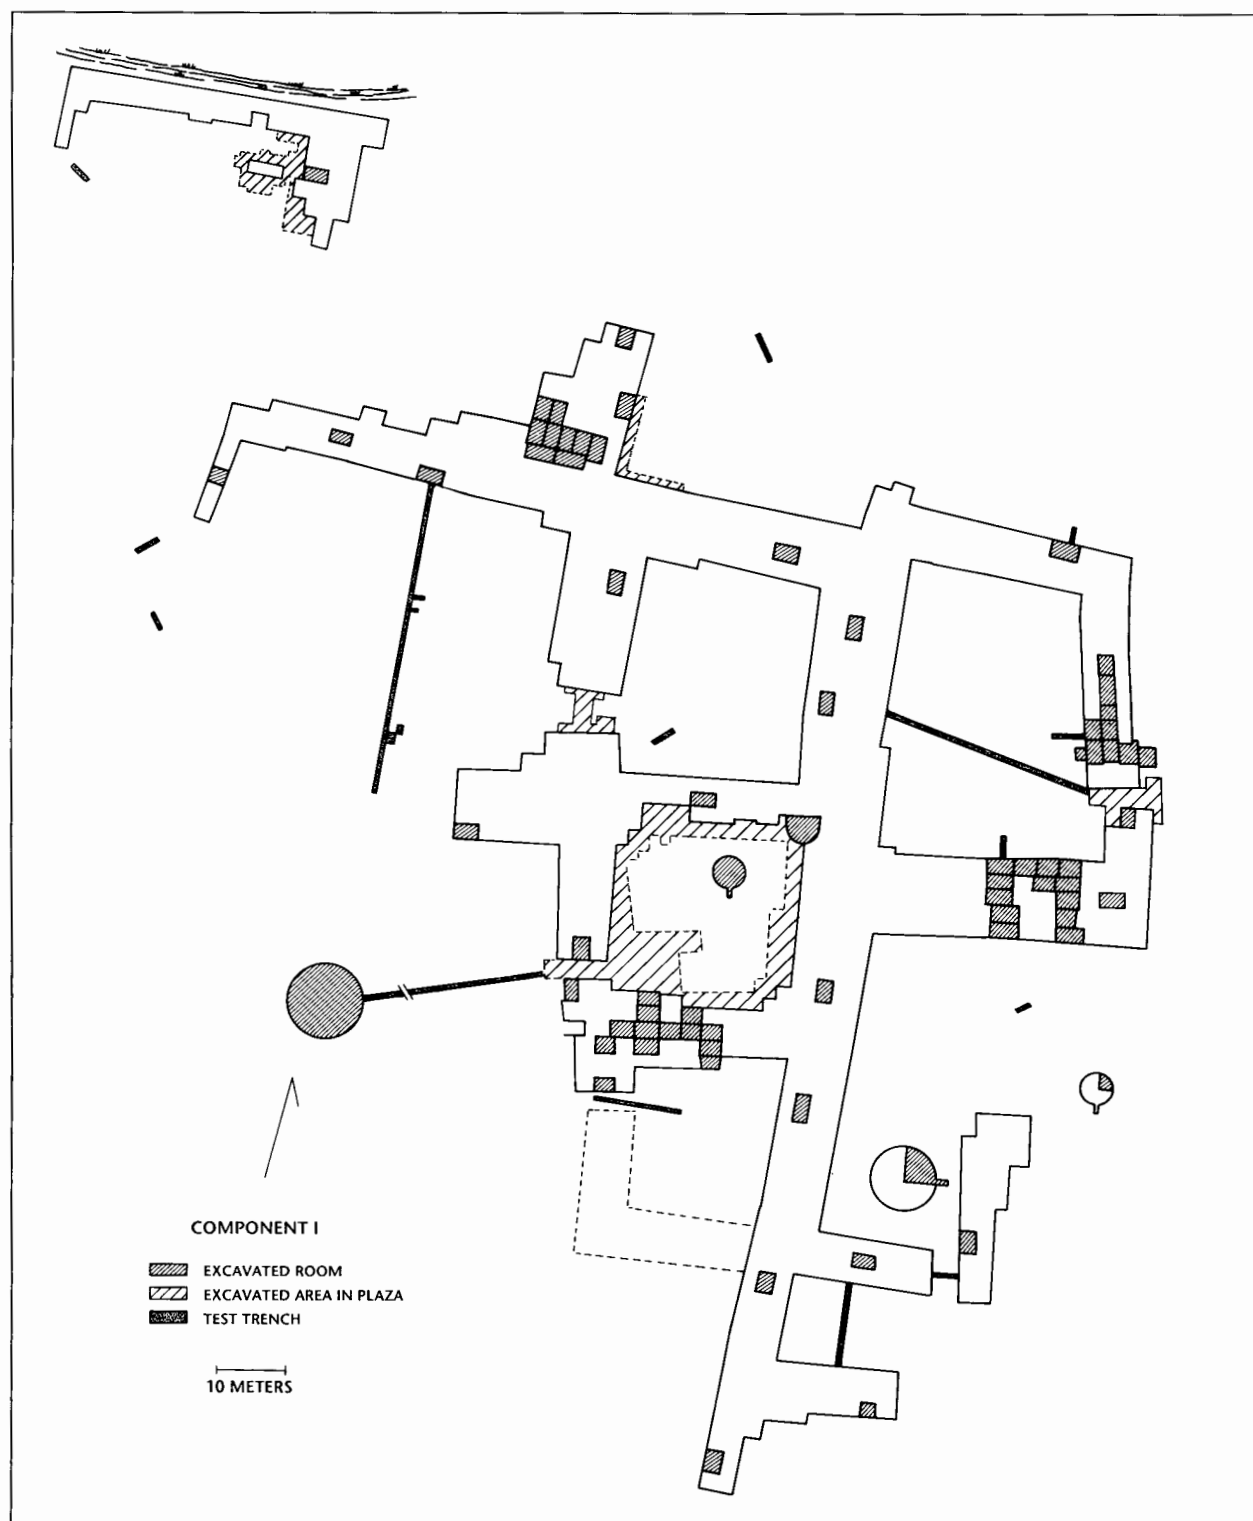 COMPONENT I
EXCAVATED ROOM
EXCAVATED AREA IN PLAZA
TEST TRENCH
10 METERS